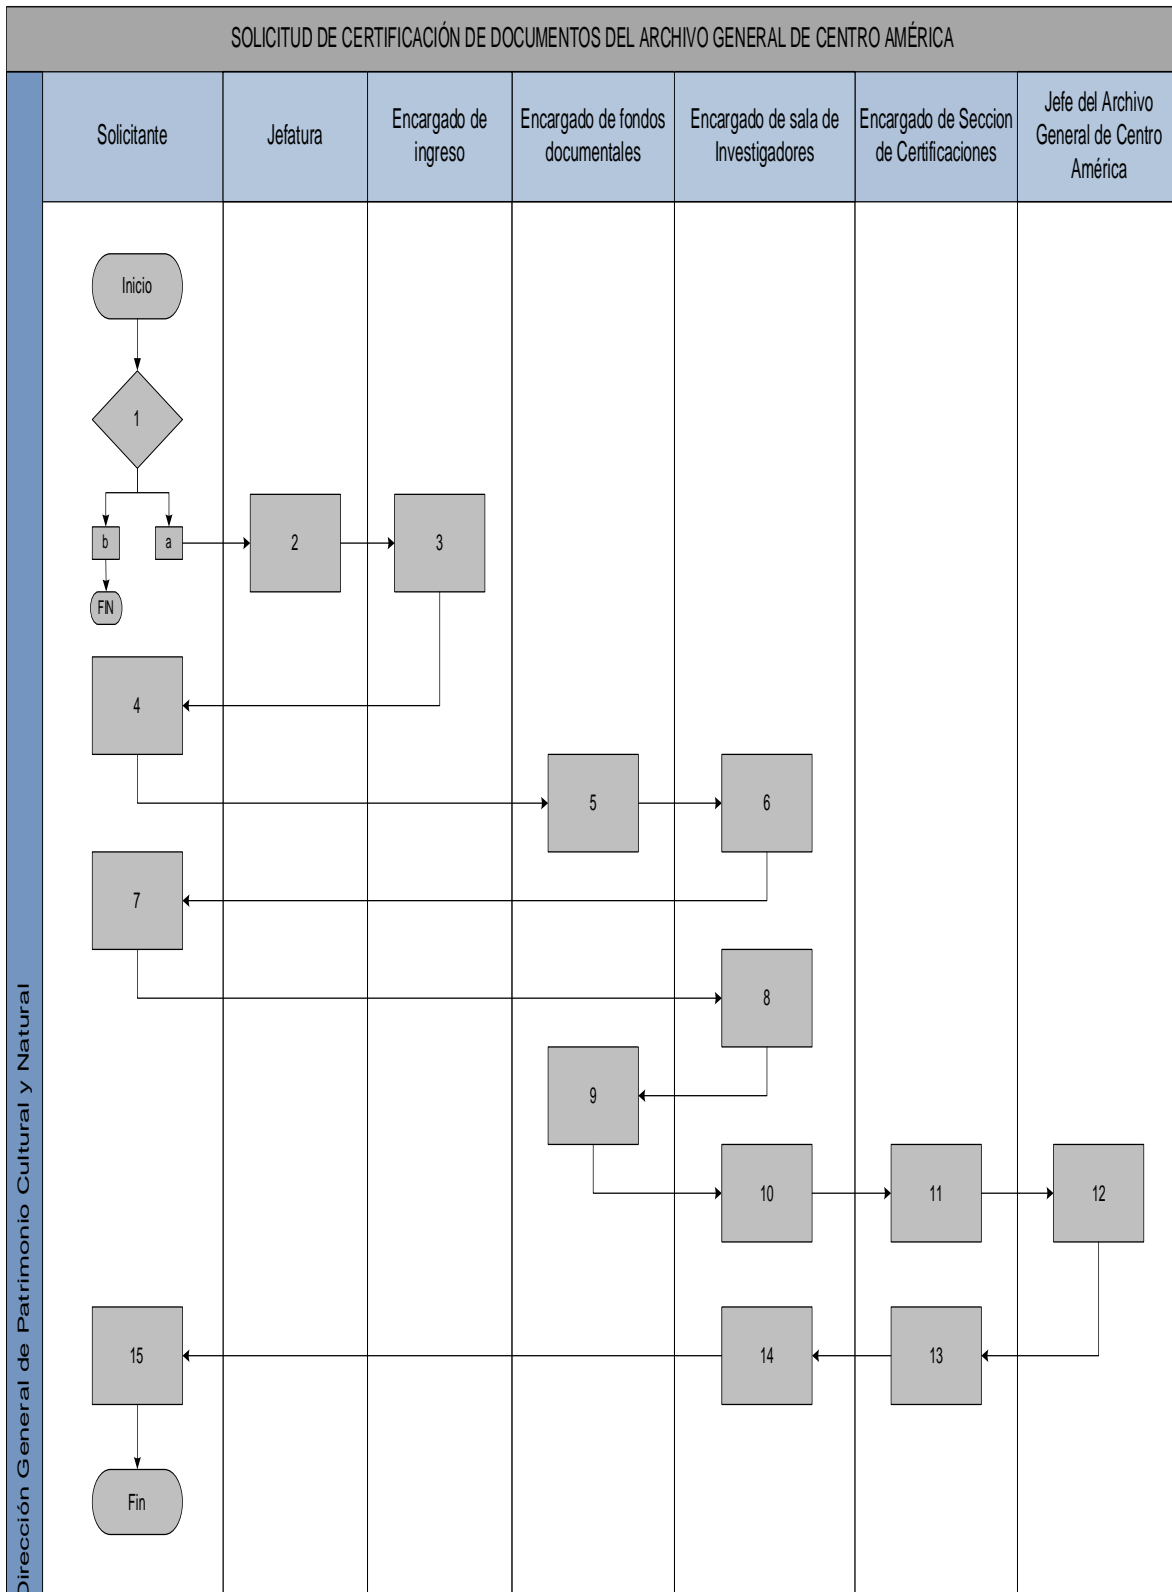 SOLICITUD DE CERTIFICACIÓN DE DOCUMENTOS DEL ARCHIVO GENERAL DE CENTRO AMÉRICA
Dirección General de Patrimonio Cultural y Natural
Solicitante
Jefatura
Encargado de
ingreso
Encargado de fondos
documentales
Encargado de sala de
Investigadores
Encargado de Seccion
de Certificaciones
Jefe del Archivo
General de Centro
América
Inicio
1
b
a
2
3
FIN
4
5
6
7
8
9
10
11
12
15
14
13
Fin